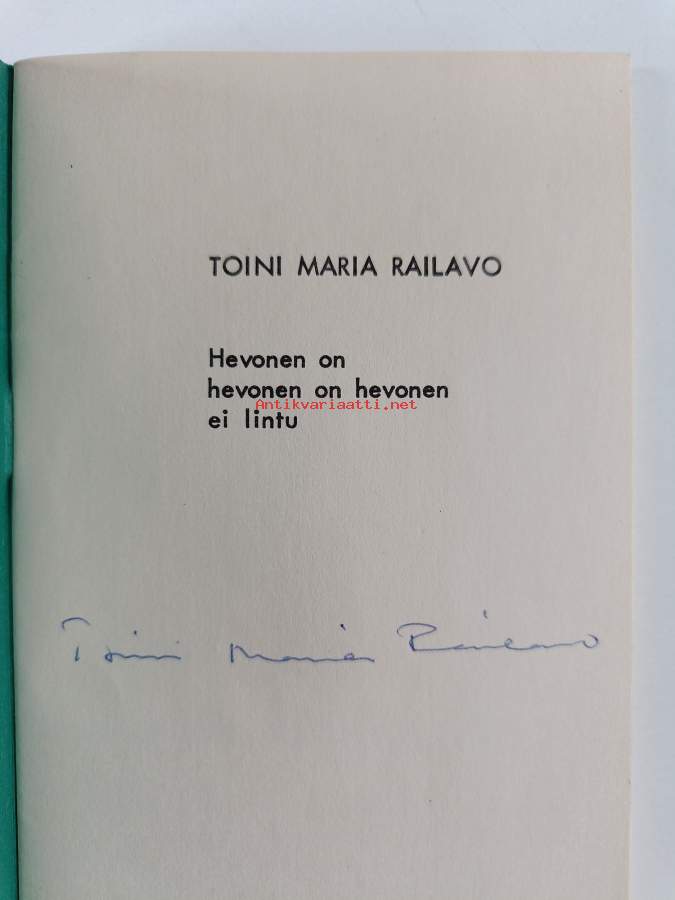 TOINI MARIA RAILAVO
Hevonen on
hevonen on hevonen
Antikvariaatti.net
ei lintu
Toini Maria Railavo